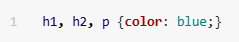 1 h1, h2, p {color: blue;}